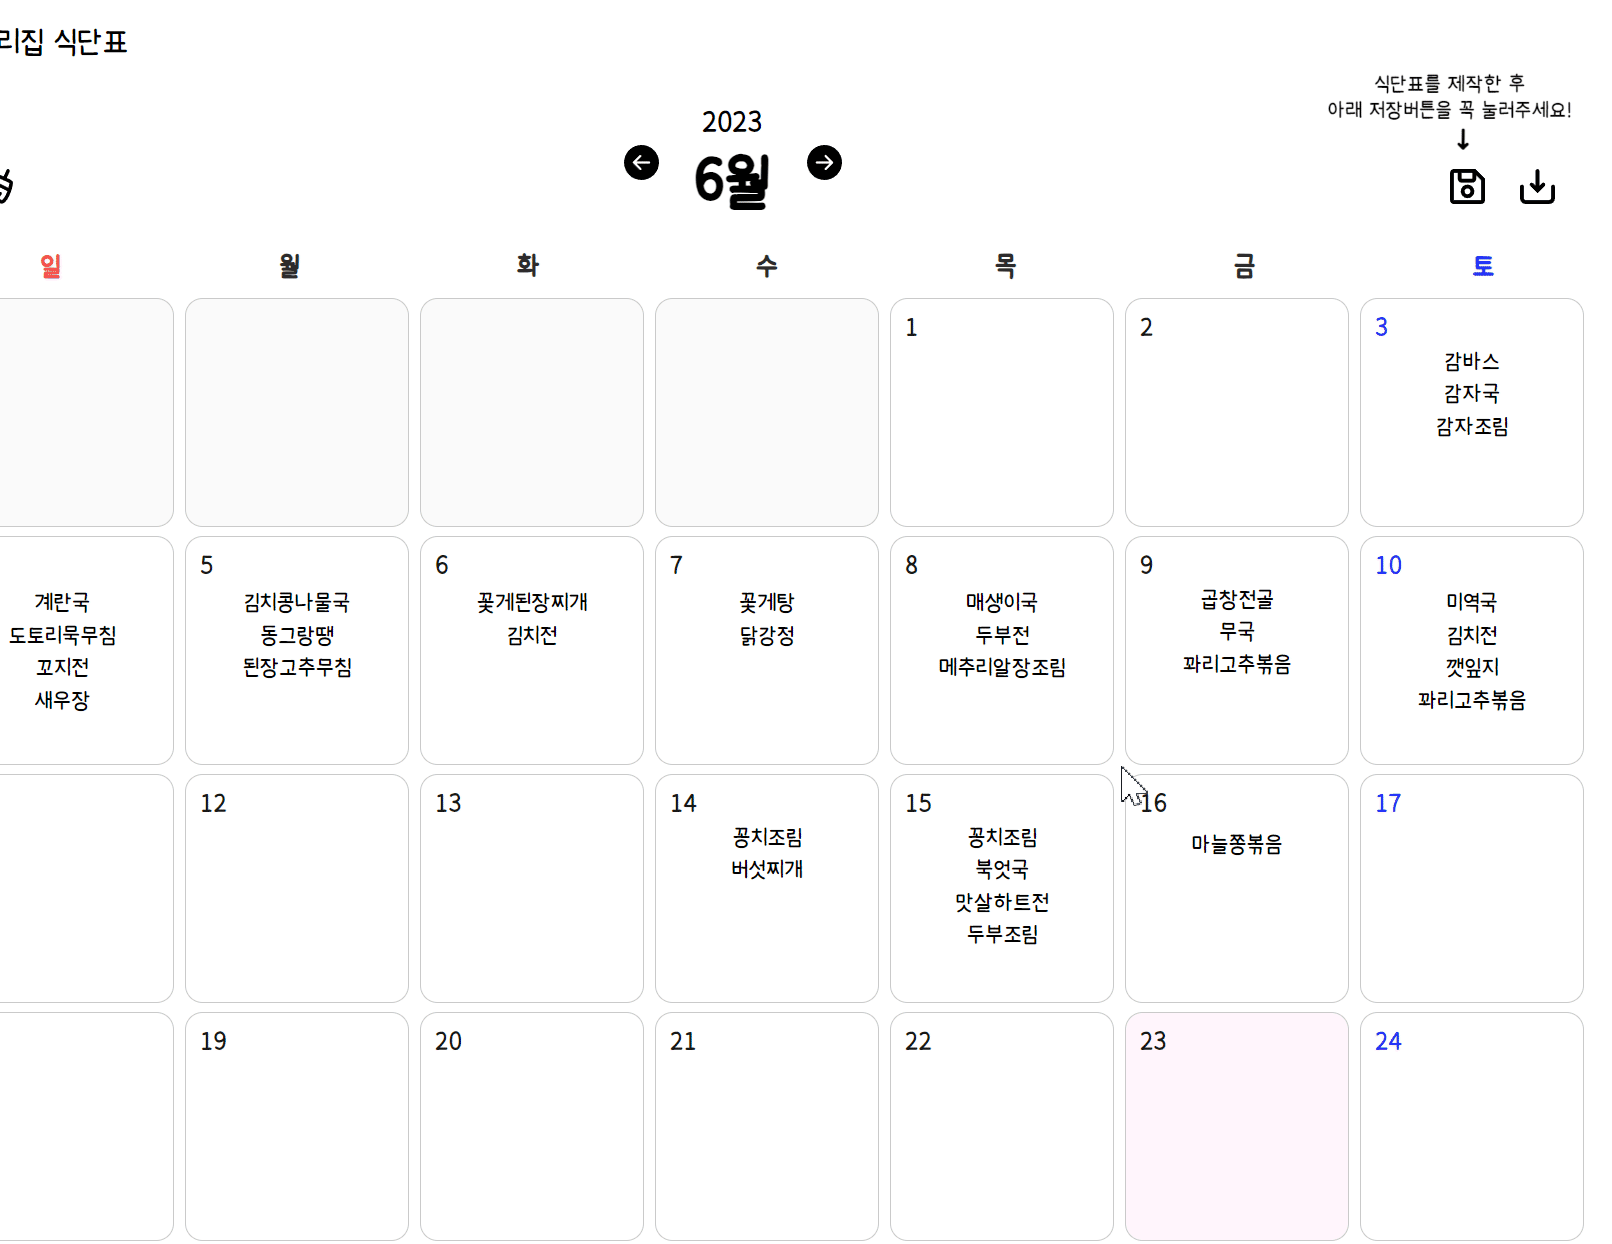 리집 식단표
식단표를 제작한 후
아래 저장버튼을 꼭 눌러주세요!
2023
6월
일 월 화 수 목 금 토
1
2
3
감바스
감자국
감자조림
계란국
도토리묵무침
꼬지전
새우장
5
김치콩나물국
동그랑땡
된장고추무침
6
꽃게된장찌개
김치전
7
꽃게탕
닭강정
8
매생이국
두부전
메추리알장조림
9
곱창전골
무국
꽈리고추볶음
10
미역국
김치전
깻잎지
꽈리고추볶음
12
13
14
꽁치조림
버섯찌개
15
꽁치조림
북엇국
맛살하트전
두부조림
16
마늘쫑볶음
17
19
20
21
22
23
24